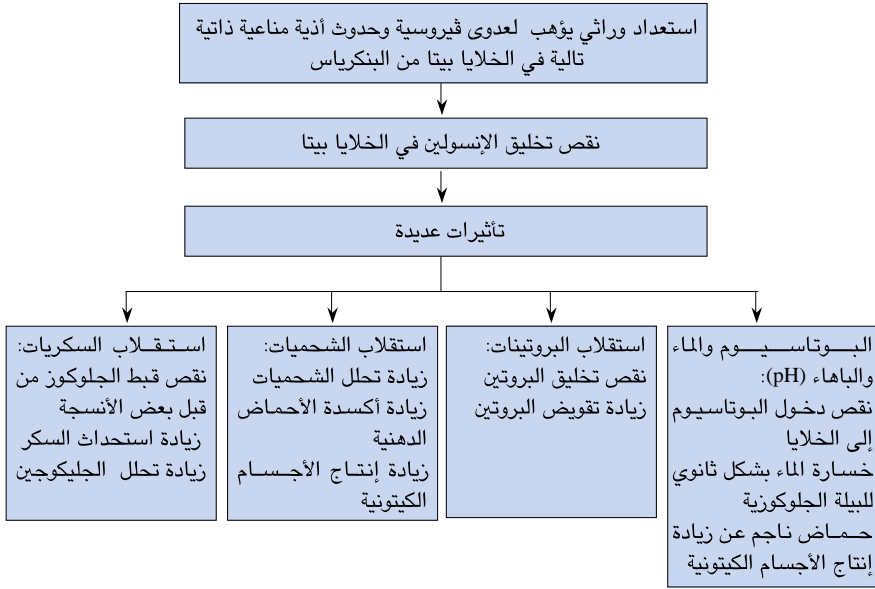 استعداد وراثي يؤهب لعدوى ڤيروسية وحدوث أذية مناعية ذاتية
تالية في الخلايا بيتا من البنكرياس
نقص تخليق الإنسولين في الخلايا بيتا
تأثيرات عديدة
البوتاسيوم والماء
والباهاء (pH):
نقص دخول البوتاسيوم
إلى الخلايا
خسارة الماء بشكل ثانوي
للبيلة الجلوكوزية
حماض ناجم عن زيادة
إنتاج الأجسام الكيتونية
استقلاب البروتينات:
نقص تخليق البروتين
زيادة تقويض البروتين
استقلاب الشحميات:
زيادة تحلل الشحميات
زيادة أكسدة الأحماض
الدهنية
زيادة إنتاج الأجسام
الكيتونية
استقلاب السكريات:
نقص قبط الجلوكوز من
قبل بعض الأنسجة
زيادة استحداث السكر
زيادة تحلل الجليكوجين